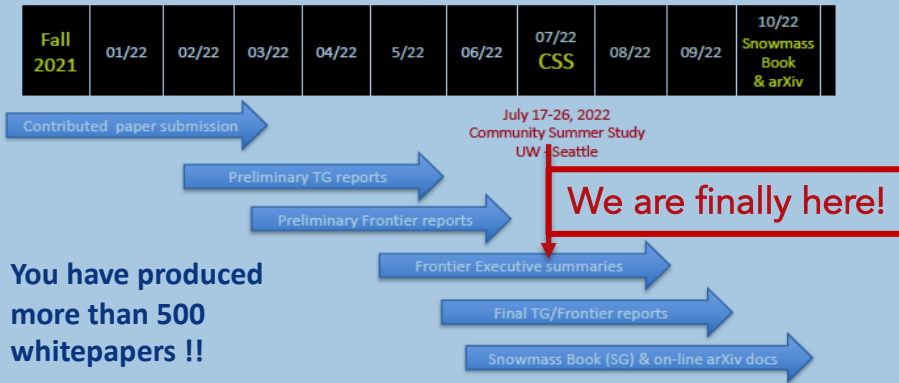 Fall
2021
01/22
02/22
03/22
04/22
5/22
06/22
07/22
CSS
08/22
09/22
10/22
Snowmass
Book
& arXiv
Contributed paper submission
July 17-26, 2022
Community Summer Study
UW - Seattle
Preliminary TG reports
We are finally here!
Preliminary Frontier reports
Frontier Executive summaries
You have produced
more than 500
whitepapers !!
Final TG/Frontier reports
Snowmass Book (SG) & on-line arXiv docs